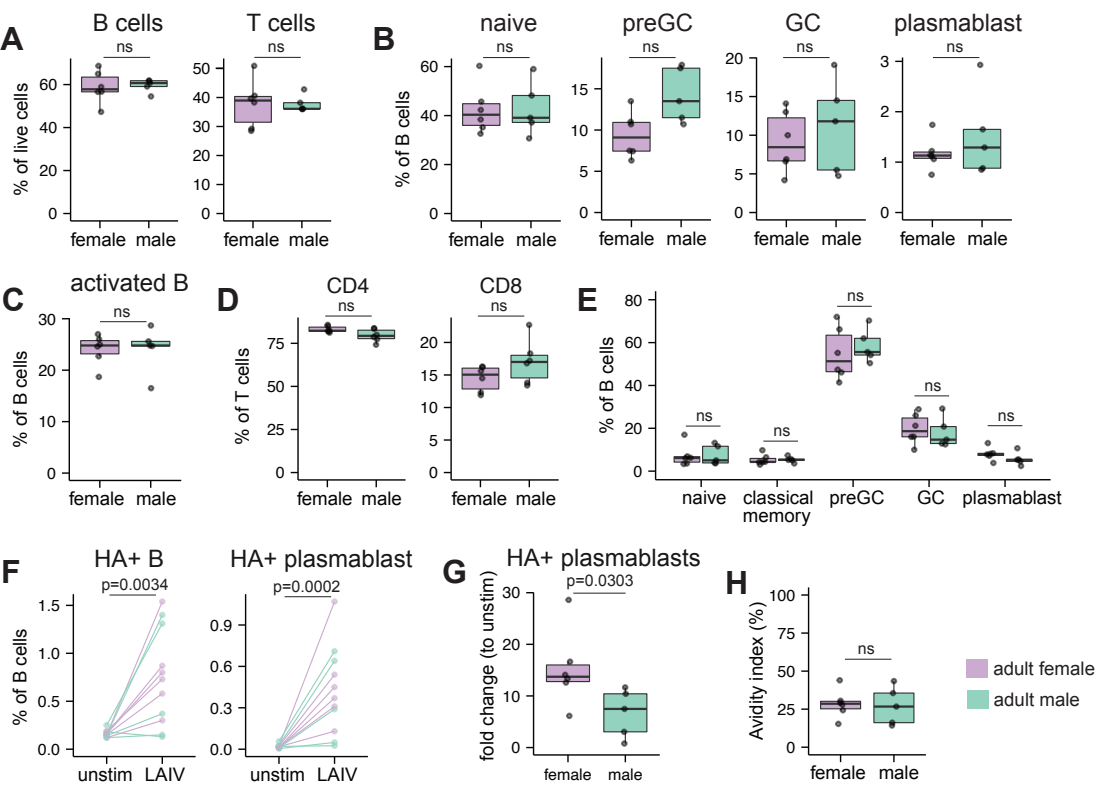 A
B cells
ns
% of live cells
60
40
20
0
female male
T cells
ns
50
40
30
20
10
0
female male
B
naive
ns
% of B cells
60
40
20
0
female male
preGC
ns
15
10
5
0
female male
GC
ns
20
15
10
5
0
female male
plasmablast
ns
3
2
1
0
female male
C
activated B
ns
% of B cells
30
20
10
0
female male
D
CD4
ns
% of T cells
75
50
25
0
female male
CD8
ns
20
15
10
5
0
female male
E
% of B cells
80
60
40
20
0
ns
ns
ns
ns
ns
naive
classical
memory
preGC
GC
plasmablast
F
HA+ B
p=0.0034
% of B cells
1.5
1.0
0.5
0.0
unstim LAIV
HA+ plasmablast
p=0.0002
0.9
0.6
0.3
0.0
unstim LAIV
G
HA+ plasmablasts
p=0.0303
fold change (to unstim)
30
20
10
0
female male
H
ns
Avidity index (%)
100
75
50
25
0
female male
adult female
adult male